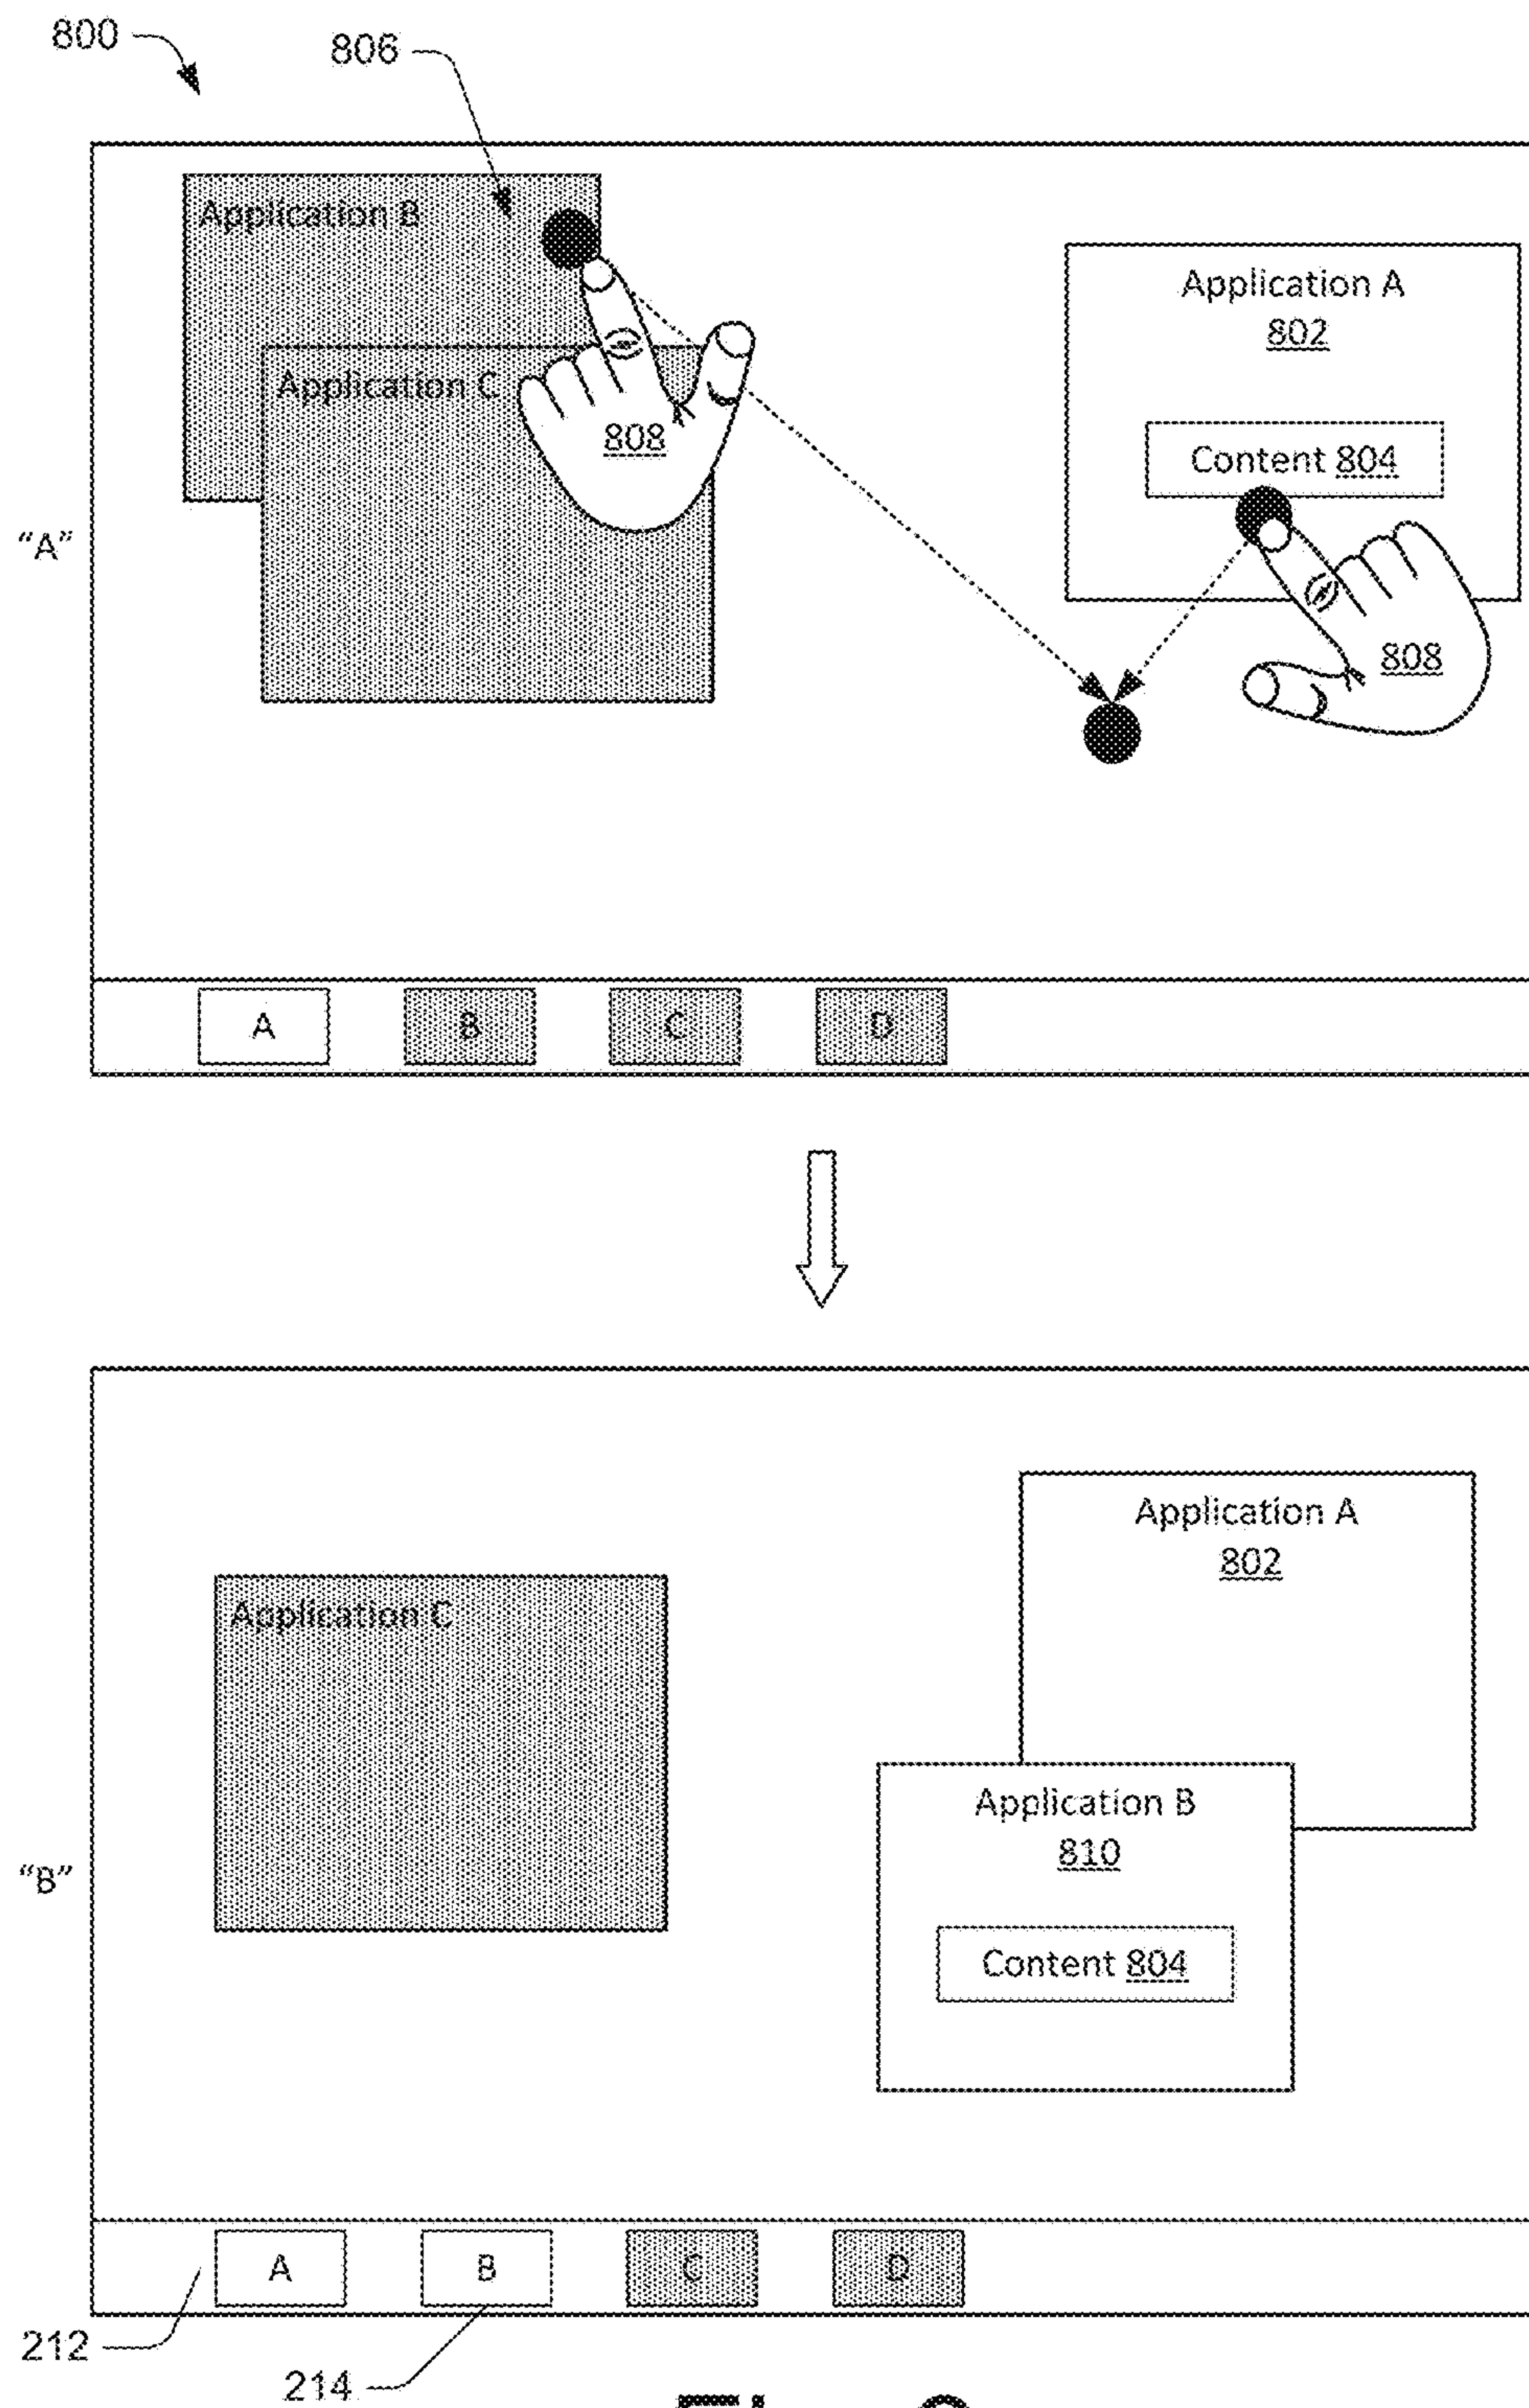 800
806
Application B
Application A
802
Application C
Content 804
808
808
"A"
A B C D
Application A
802
Application C
Application B
810
"B"
Content 804
A B C D
212
214